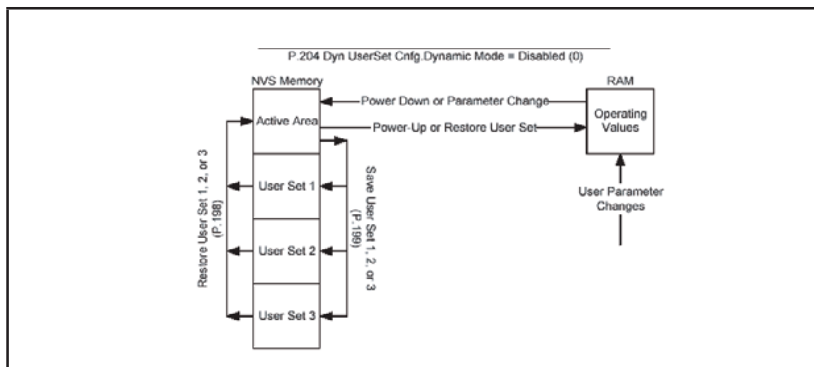 P.204 Dyn UserSet Cnfg.Dynamic Mode = Disabled (0)
NVS Memory
RAM
Active Area
Power Down or Parameter Change
Power-Up or Restore User Set
Operating
Values
User Set 1
User Set 2
User Set 3
Restore User Set 1, 2, or 3
(P.198)
Save User Set 1, 2, or 3
(P.199)
User Parameter
Changes